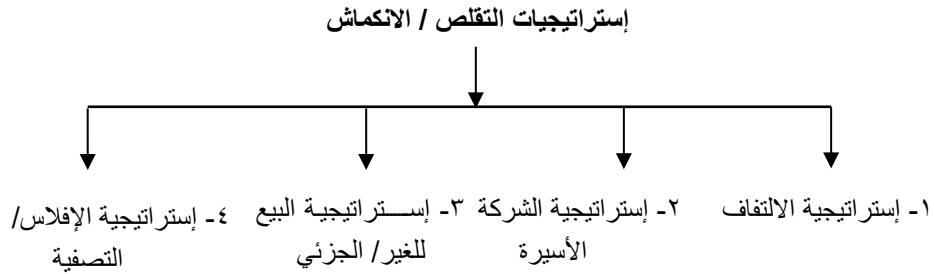 إستراتيجيات التقلص / الانكماش
١- إستراتيجية الالتفاف
٢- إستراتيجية الشركة
الأسيرة
٣- إستراتيجية البيع
للغير/ الجزئي
٤- إستراتيجية الإفلاس/
التصفية